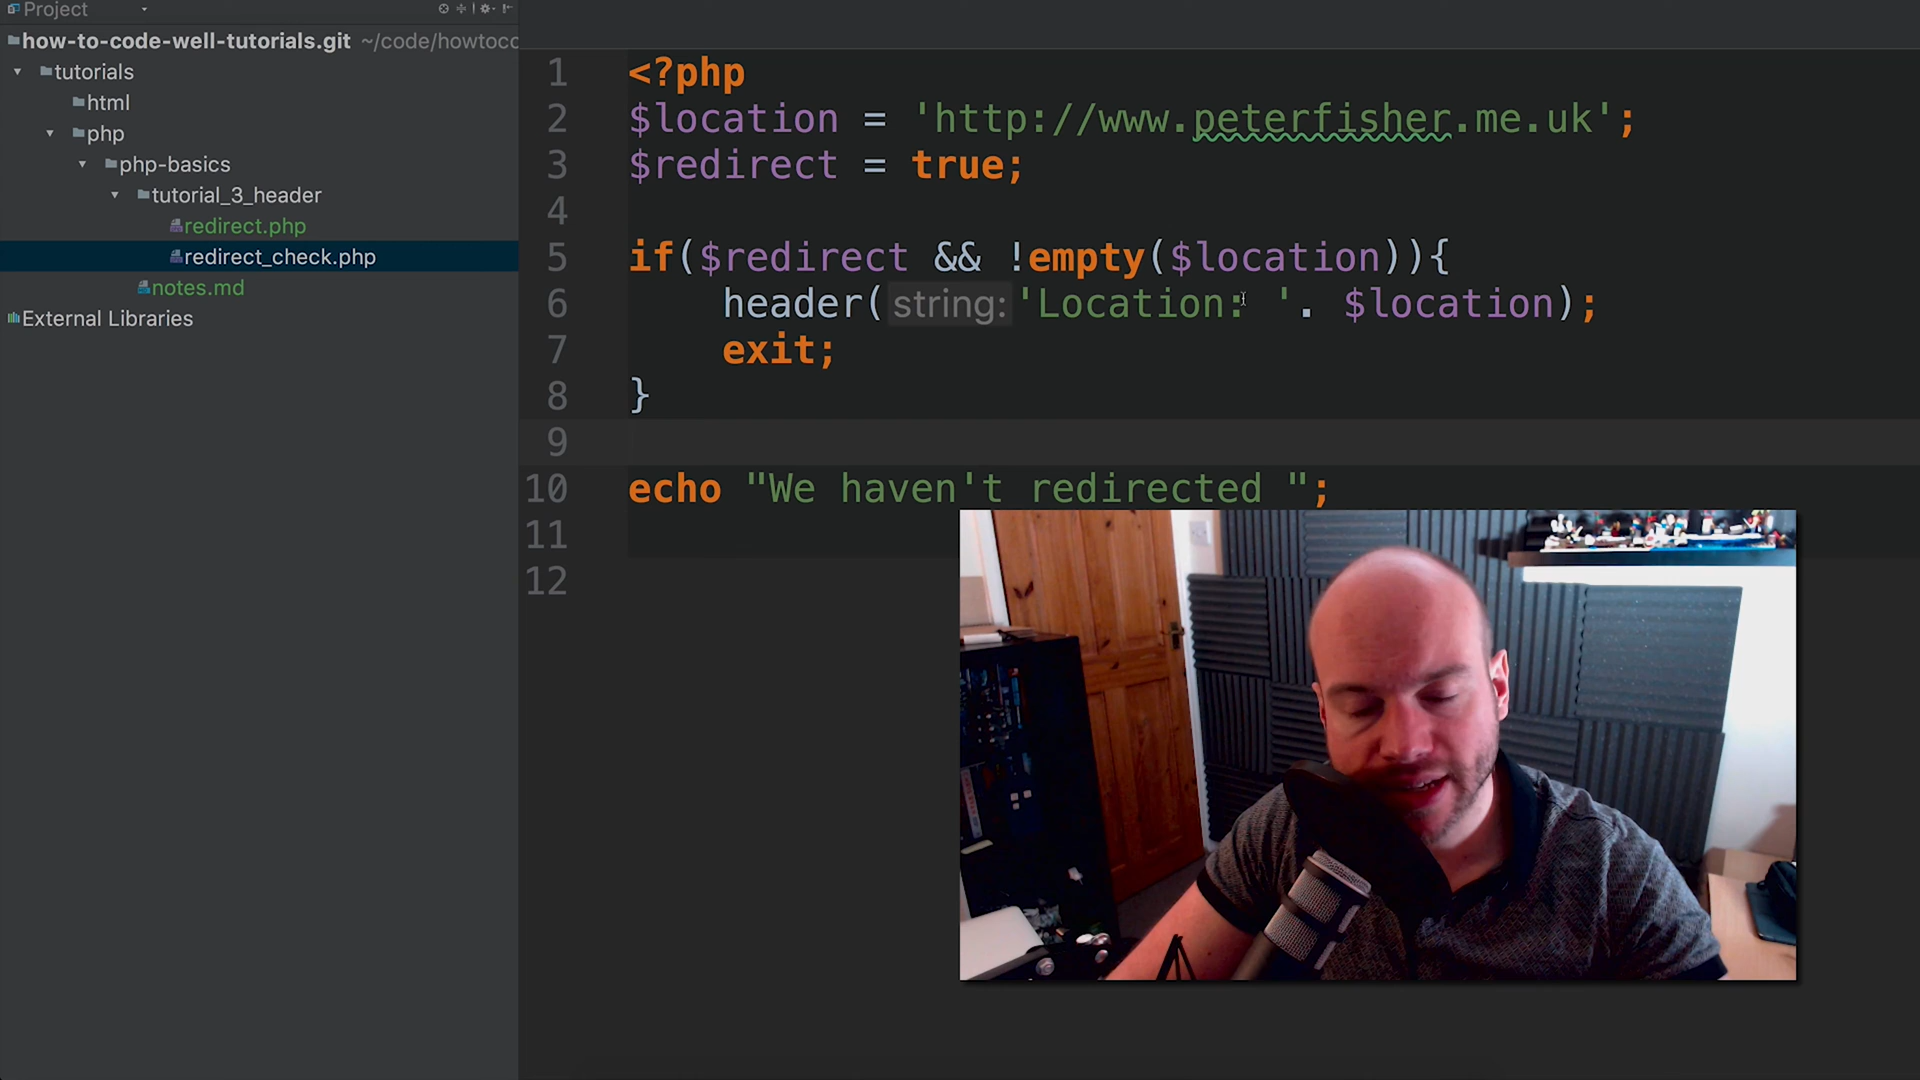 Project
how-to-code-well-tutorials.git ~/code/howtoco
tutorials
html
php
php-basics
tutorial_3_header
redirect.php
redirect_check.php
notes.md
External Libraries
1 <?php
2 $location = 'http://www.peterfisher.me.uk';
3 $redirect = true;
4
5 if($redirect && !empty($location)){
6 header( string: 'Location: '. $location);
7 exit;
8 }
9
10 echo "We haven't redirected ";
11
12